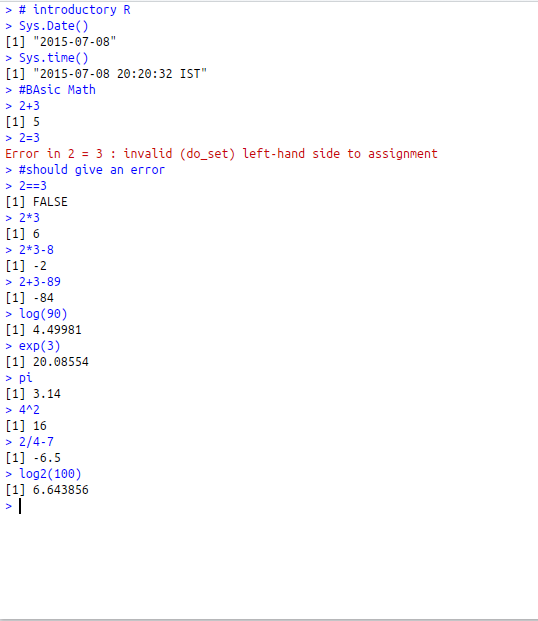 > # introductory R
> Sys.Date()
[1] "2015-07-08"
> Sys.time()
[1] "2015-07-08 20:20:32 IST"
> #BAsic Math
> 2+3
[1] 5
> 2=3
Error in 2 = 3 : invalid (do_set) left-hand side to assignment
> #should give an error
> 2==3
[1] FALSE
> 2*3
[1] 6
> 2*3-8
[1] -2
> 2+3-89
[1] -84
> log(90)
[1] 4.49981
> exp(3)
[1] 20.08554
> pi
[1] 3.14
> 4^2
[1] 16
> 2/4-7
[1] -6.5
> log2(100)
[1] 6.643856
>